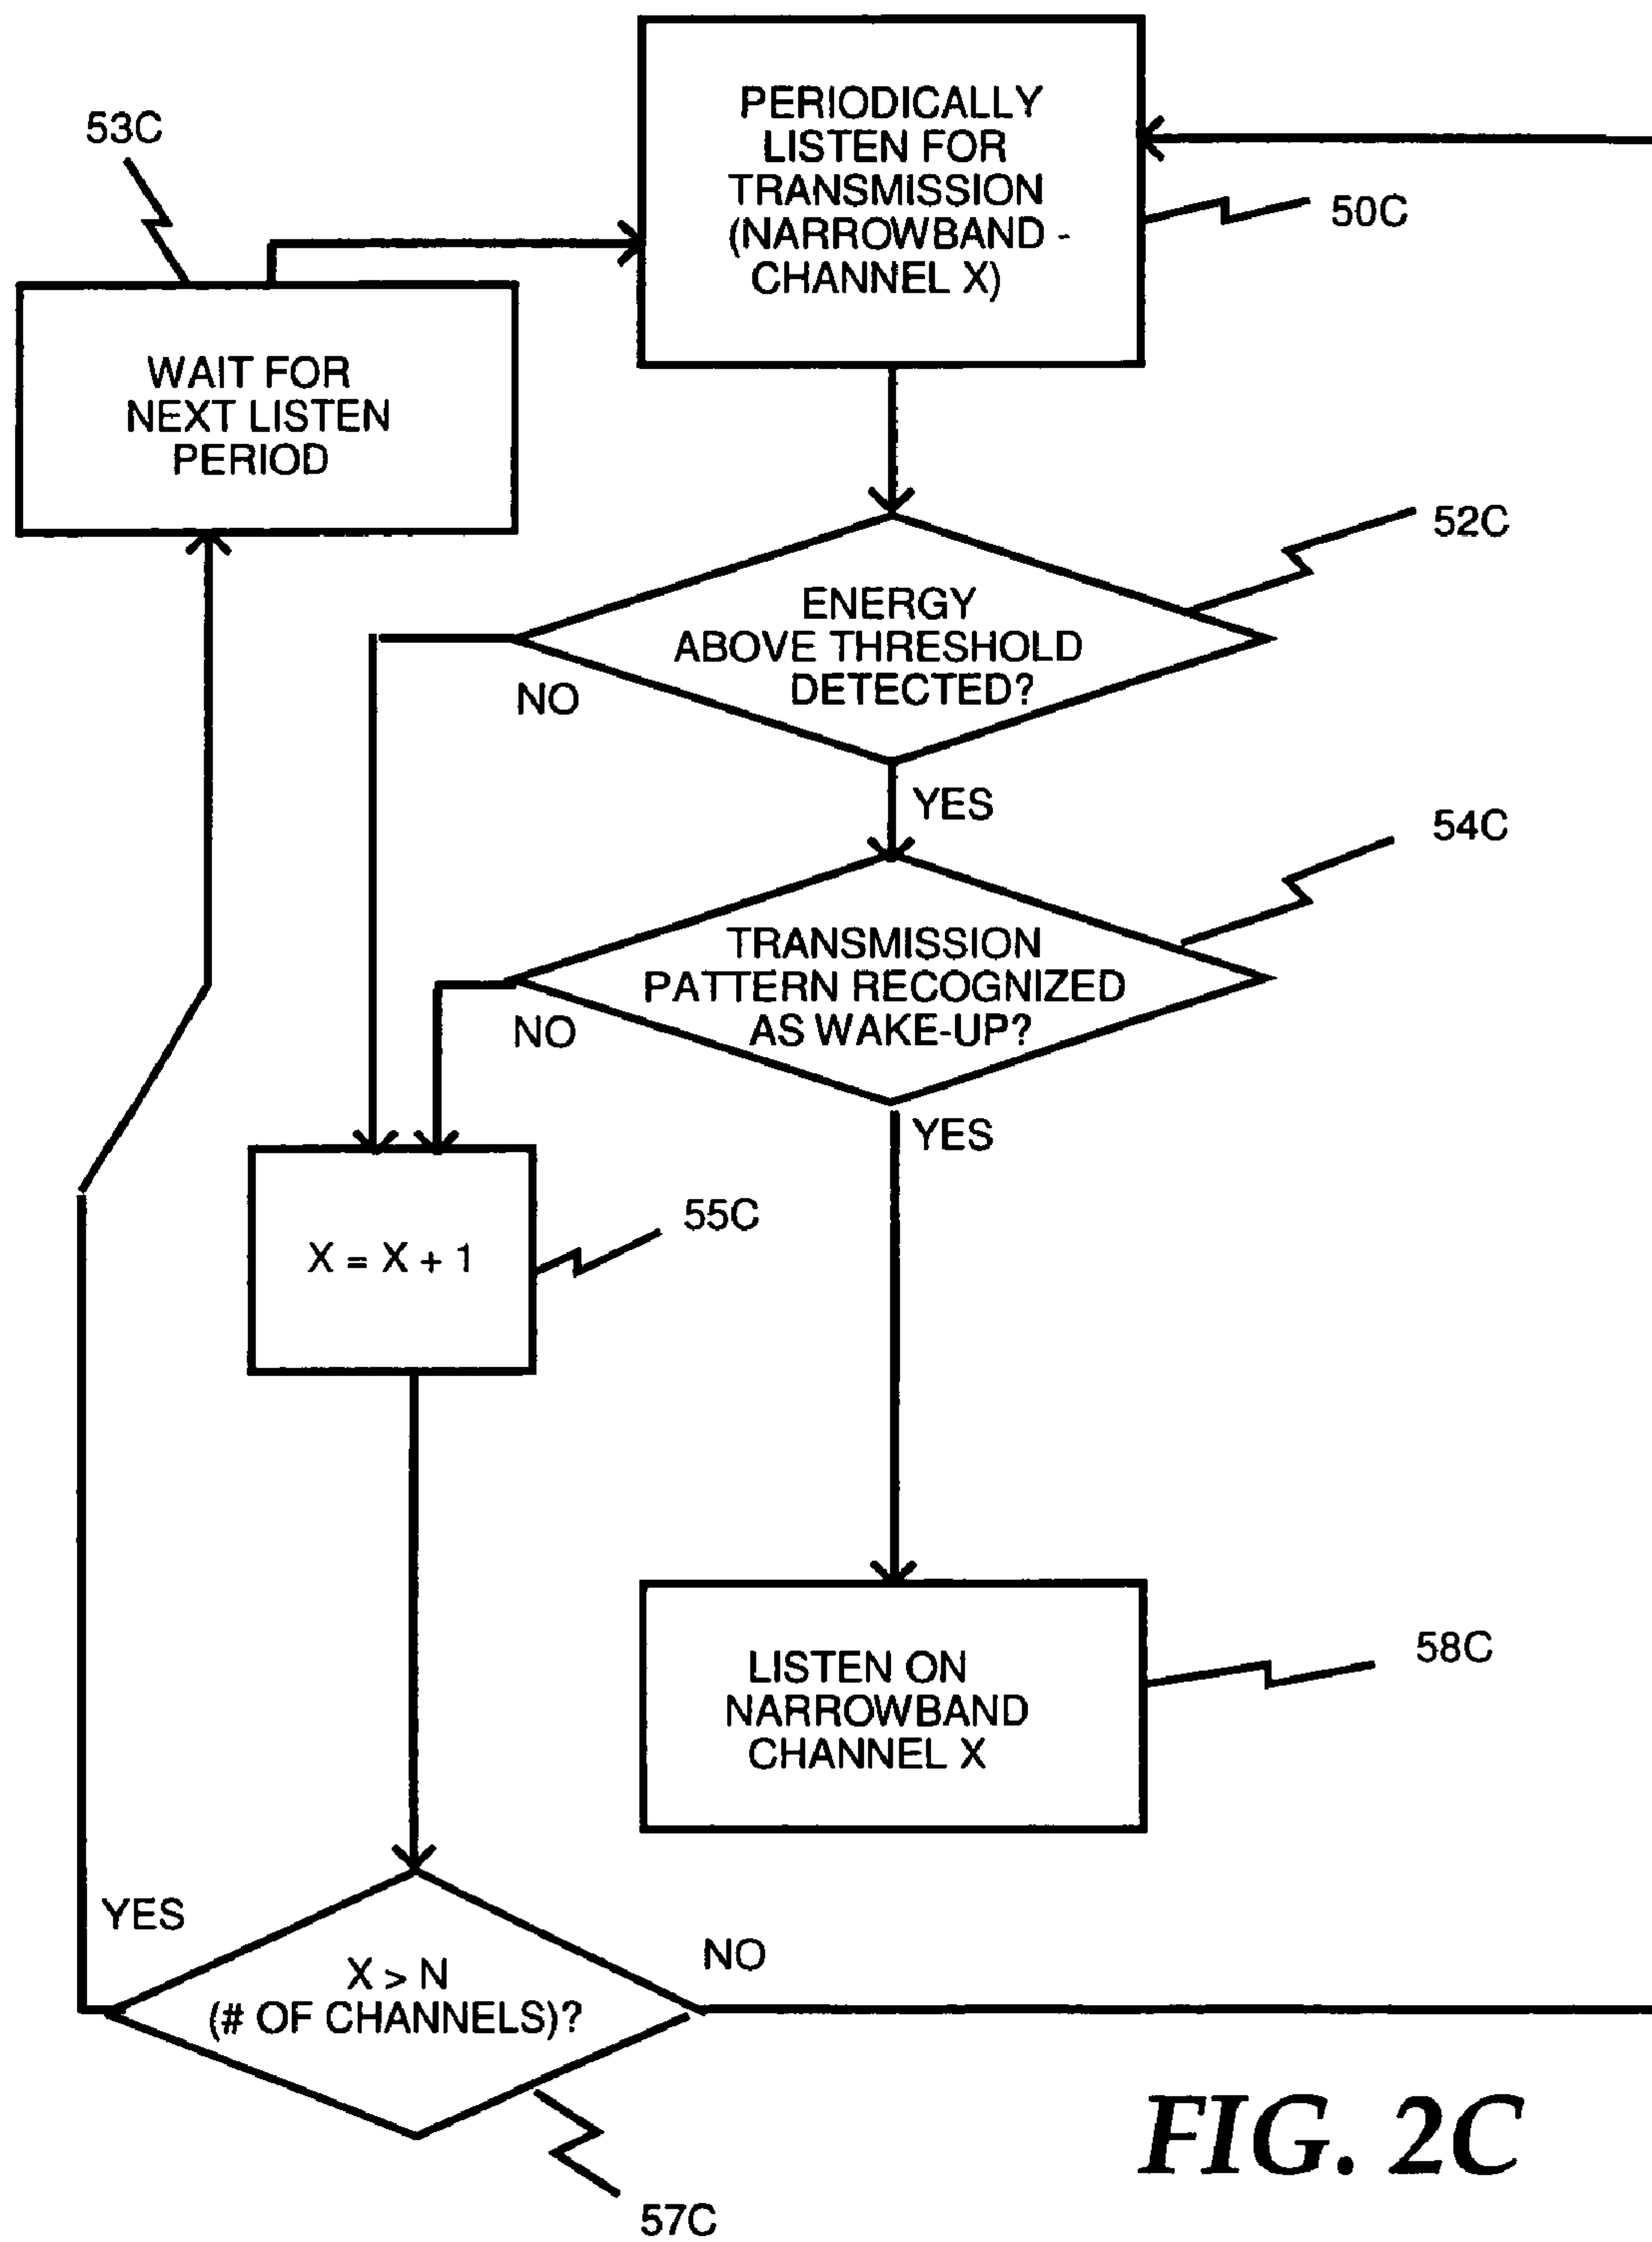 PERIODICALLY
LISTEN FOR
TRANSMISSION
(NARROWBAND -
CHANNEL X)
53C
50C
WAIT FOR
NEXT LISTEN
PERIOD
52C
ENERGY
ABOVE THRESHOLD
DETECTED?
NO
YES
54C
TRANSMISSION
PATTERN RECOGNIZED
AS WAKE-UP?
NO
YES
55C
X = X + 1
58C
LISTEN ON
NARROWBAND
CHANNEL X
YES
NO
X > N
(# OF CHANNELS)?
57C
FIG. 2C